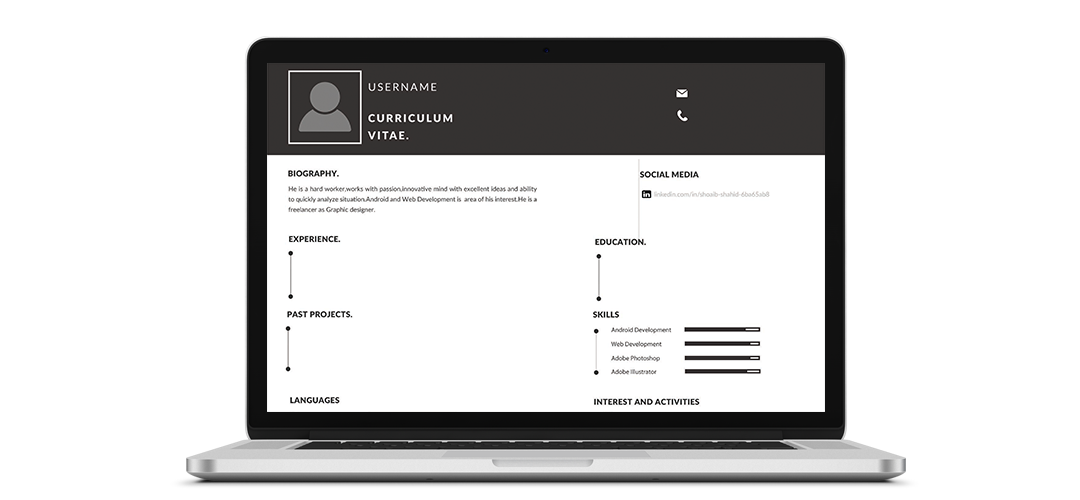 USERNAME
CURRICULUM
VITAE.
BIOGRAPHY.
He is a hard worker,works with passion,innovative mind with excellent ideas and ability
to quickly analyze situation.Android and Web Development is area of his interest.He is a
freelancer as Graphic designer.
SOCIAL MEDIA
in linkedin.com/in/shoaib-shahid-6ba65ab8
EXPERIENCE.
EDUCATION.
PAST PROJECTS.
SKILLS
Android Development
Web Development
Adobe Photoshop
Adobe Illustrator
LANGUAGES
INTEREST AND ACTIVITIES